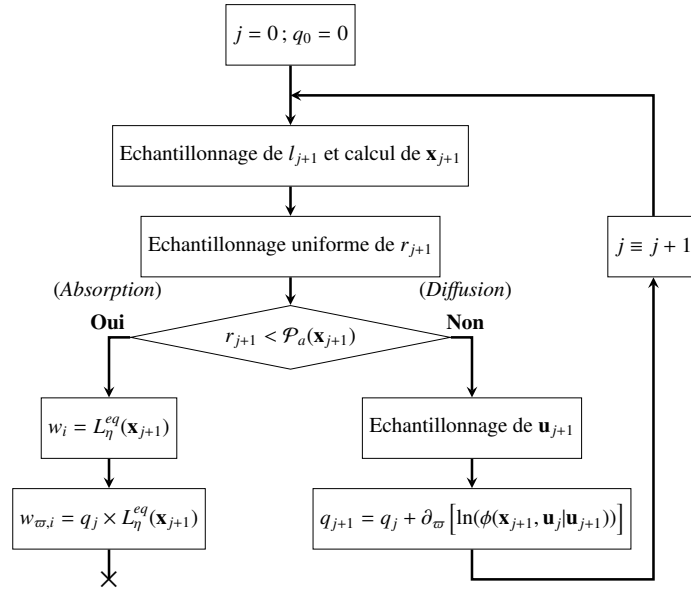 j = 0 ; q₀ = 0
Echantillonnage de l_{j+1} et calcul de x_{j+1}
Echantillonnage uniforme de r_{j+1}
j ≡ j + 1
(Absorption)
(Diffusion)
Oui
r_{j+1} < 𝒫_a(x_{j+1})
Non
w_i = L_η^{eq}(x_{j+1})
Echantillonnage de u_{j+1}
w_{ϖ,i} = q_j × L_η^{eq}(x_{j+1})
q_{j+1} = q_j + ∂_ϖ [ln(ϕ(x_{j+1}, u_j|u_{j+1}))]